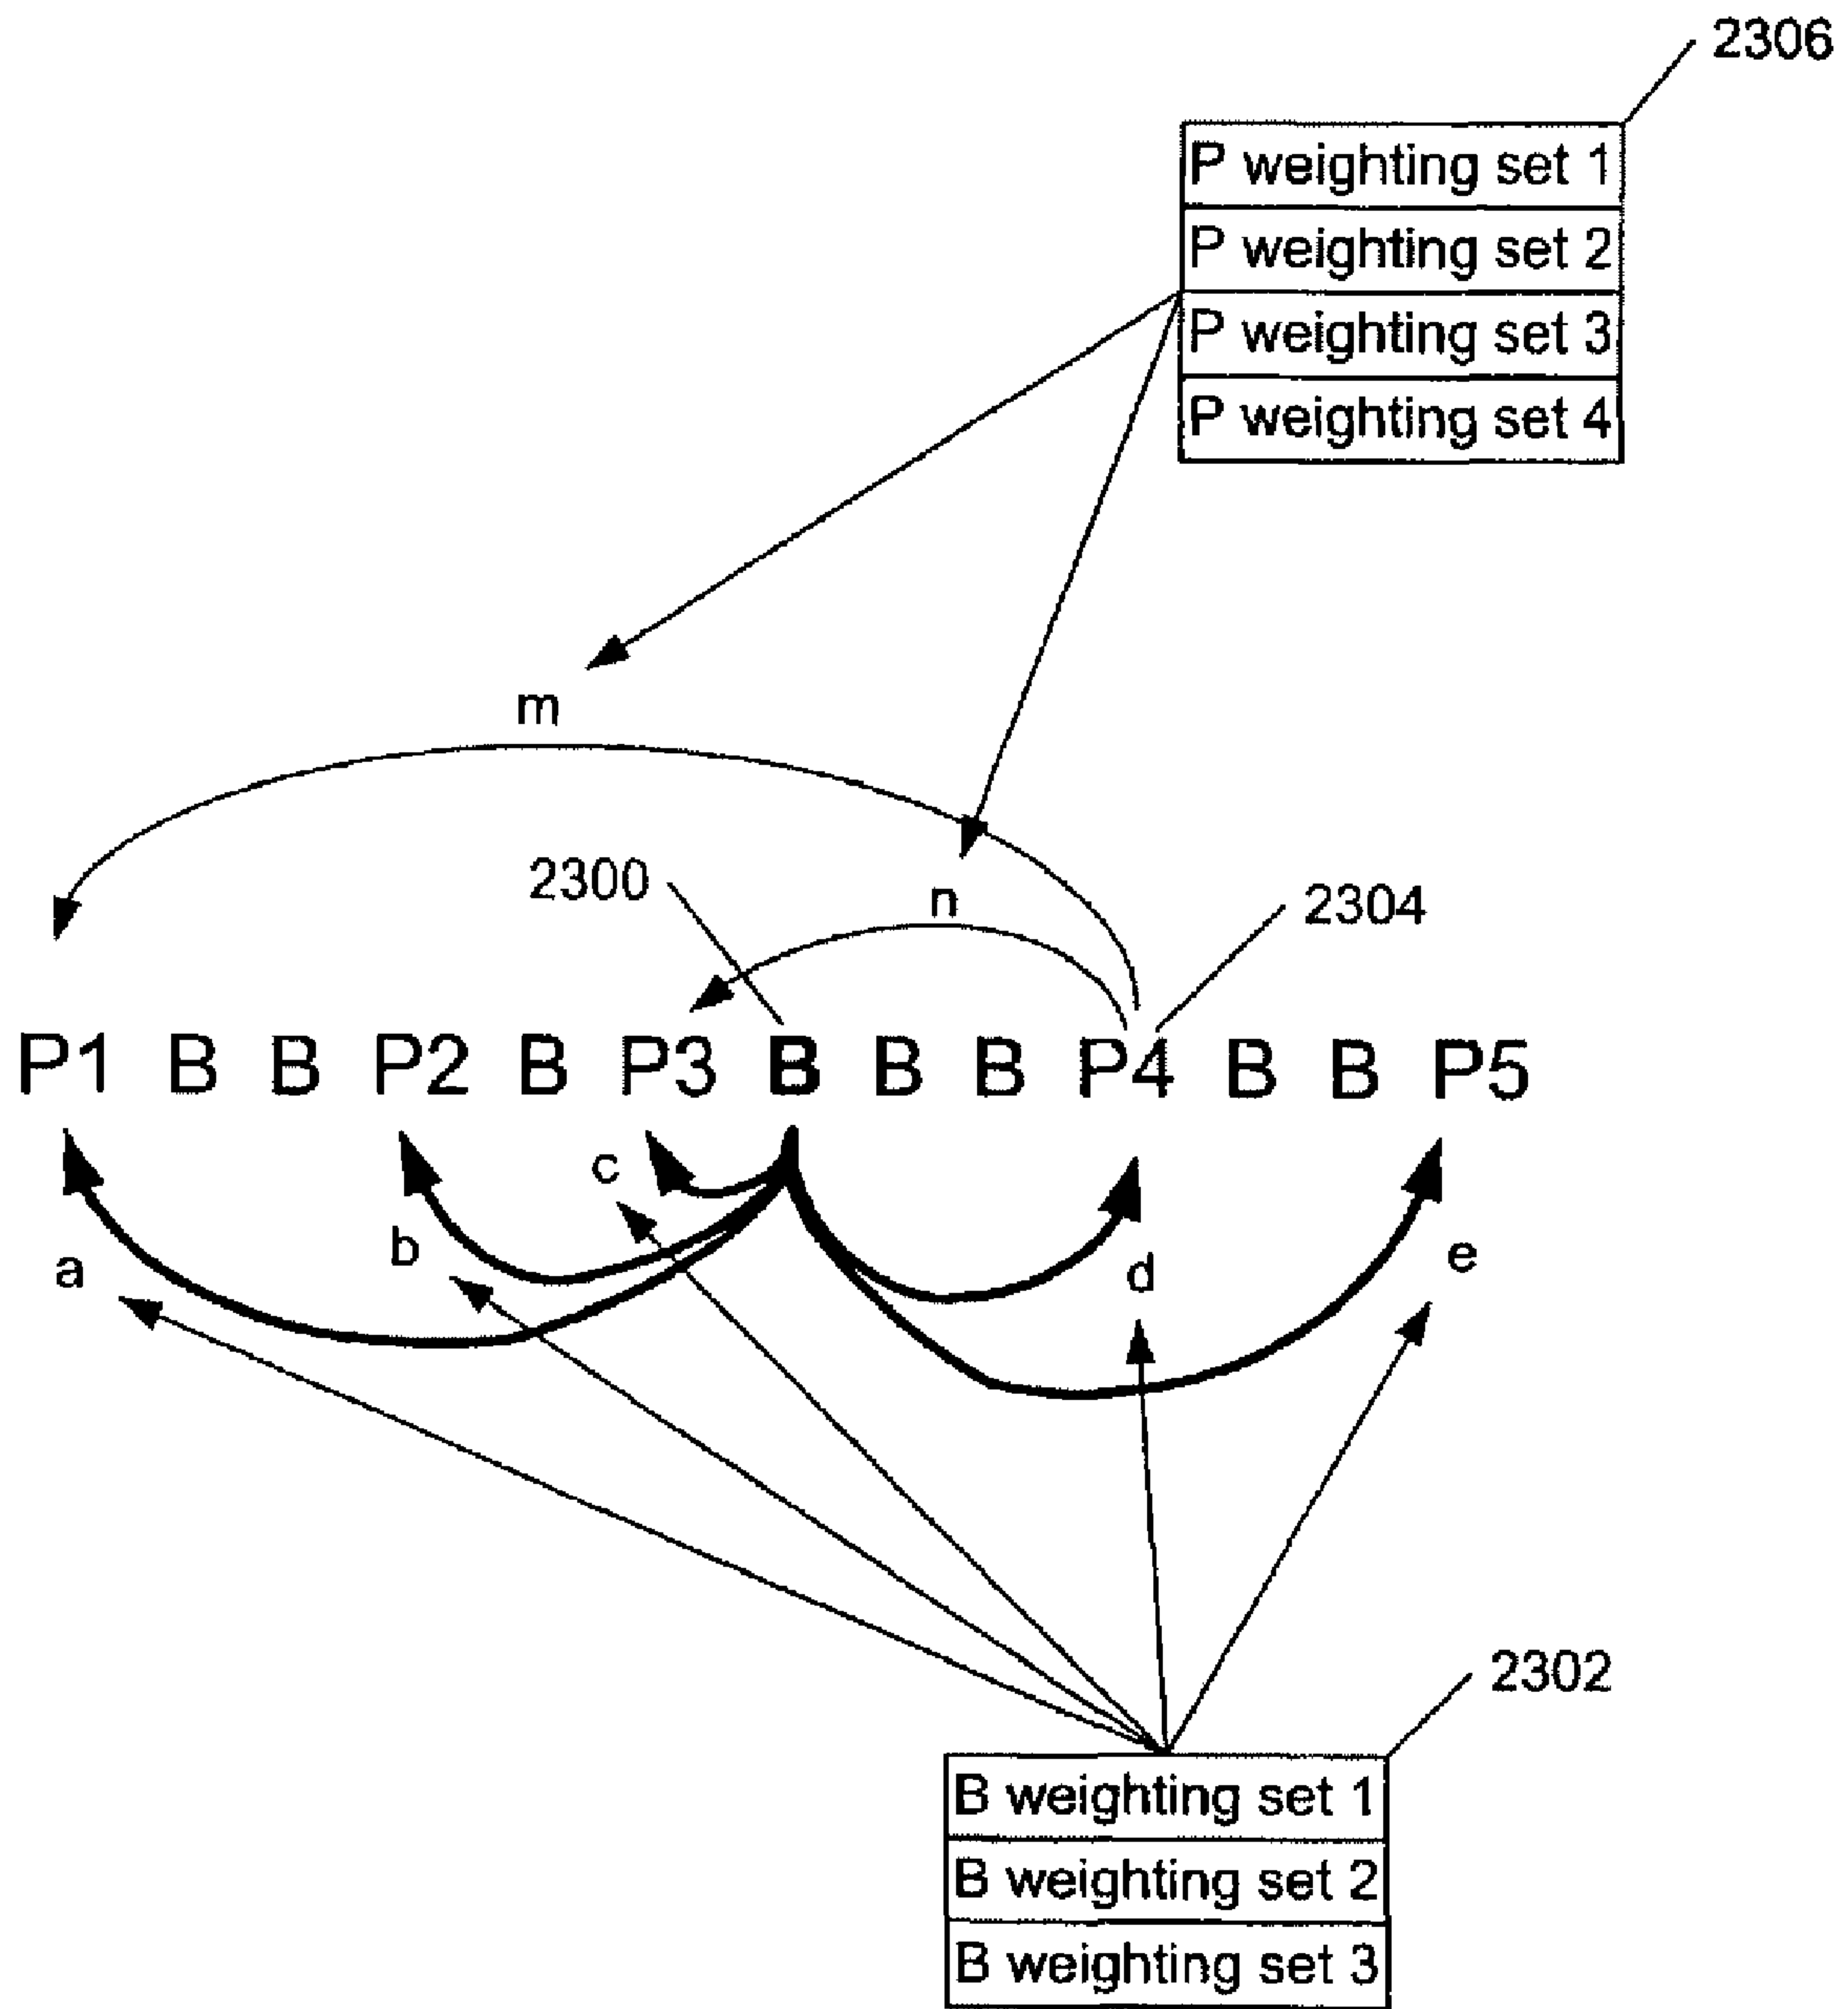 2306
P weighting set 1
P weighting set 2
P weighting set 3
P weighting set 4
m
2300
n
2304
P1 B B P2 B P3 B B B P4 B B P5
c
b
a
d
e
2302
B weighting set 1
B weighting set 2
B weighting set 3